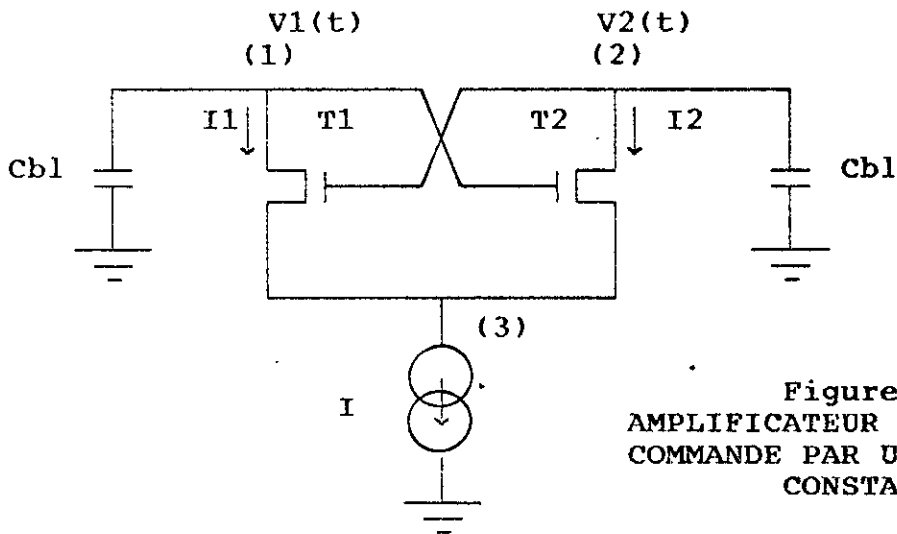 V1(t) V2(t)
(1) (2)
I1 T1 T2 I2
Cbl Cbl
(3)
I
Figure
AMPLIFICATEUR
COMMANDE PAR U
CONSTA